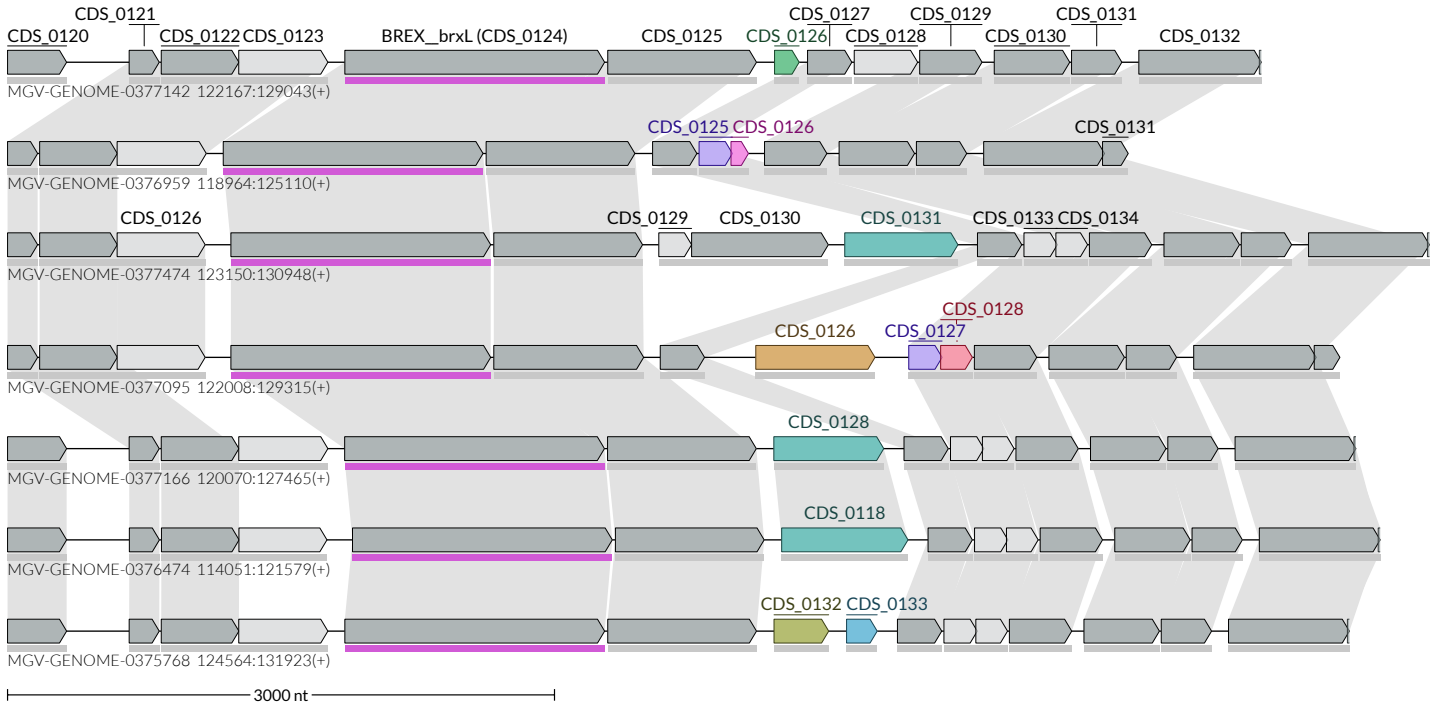 CDS_0121 CDS_0127 CDS_0129 CDS_0131
CDS_0120 CDS_0122 CDS_0123 BREX__brxL (CDS_0124) CDS_0125 CDS_0126 CDS_0128 CDS_0130 CDS_0132
MGV-GENOME-0377142 122167:129043(+)
CDS_0125 CDS_0126 CDS_0131
MGV-GENOME-0376959 118964:125110(+)
CDS_0126 CDS_0129 CDS_0130 CDS_0131 CDS_0133 CDS_0134
MGV-GENOME-0377474 123150:130948(+)
CDS_0128
CDS_0126 CDS_0127
MGV-GENOME-0377095 122008:129315(+)
CDS_0128
MGV-GENOME-0377166 120070:127465(+)
CDS_0118
MGV-GENOME-0376474 114051:121579(+)
CDS_0132 CDS_0133
MGV-GENOME-0375768 124564:131923(+)
3000 nt